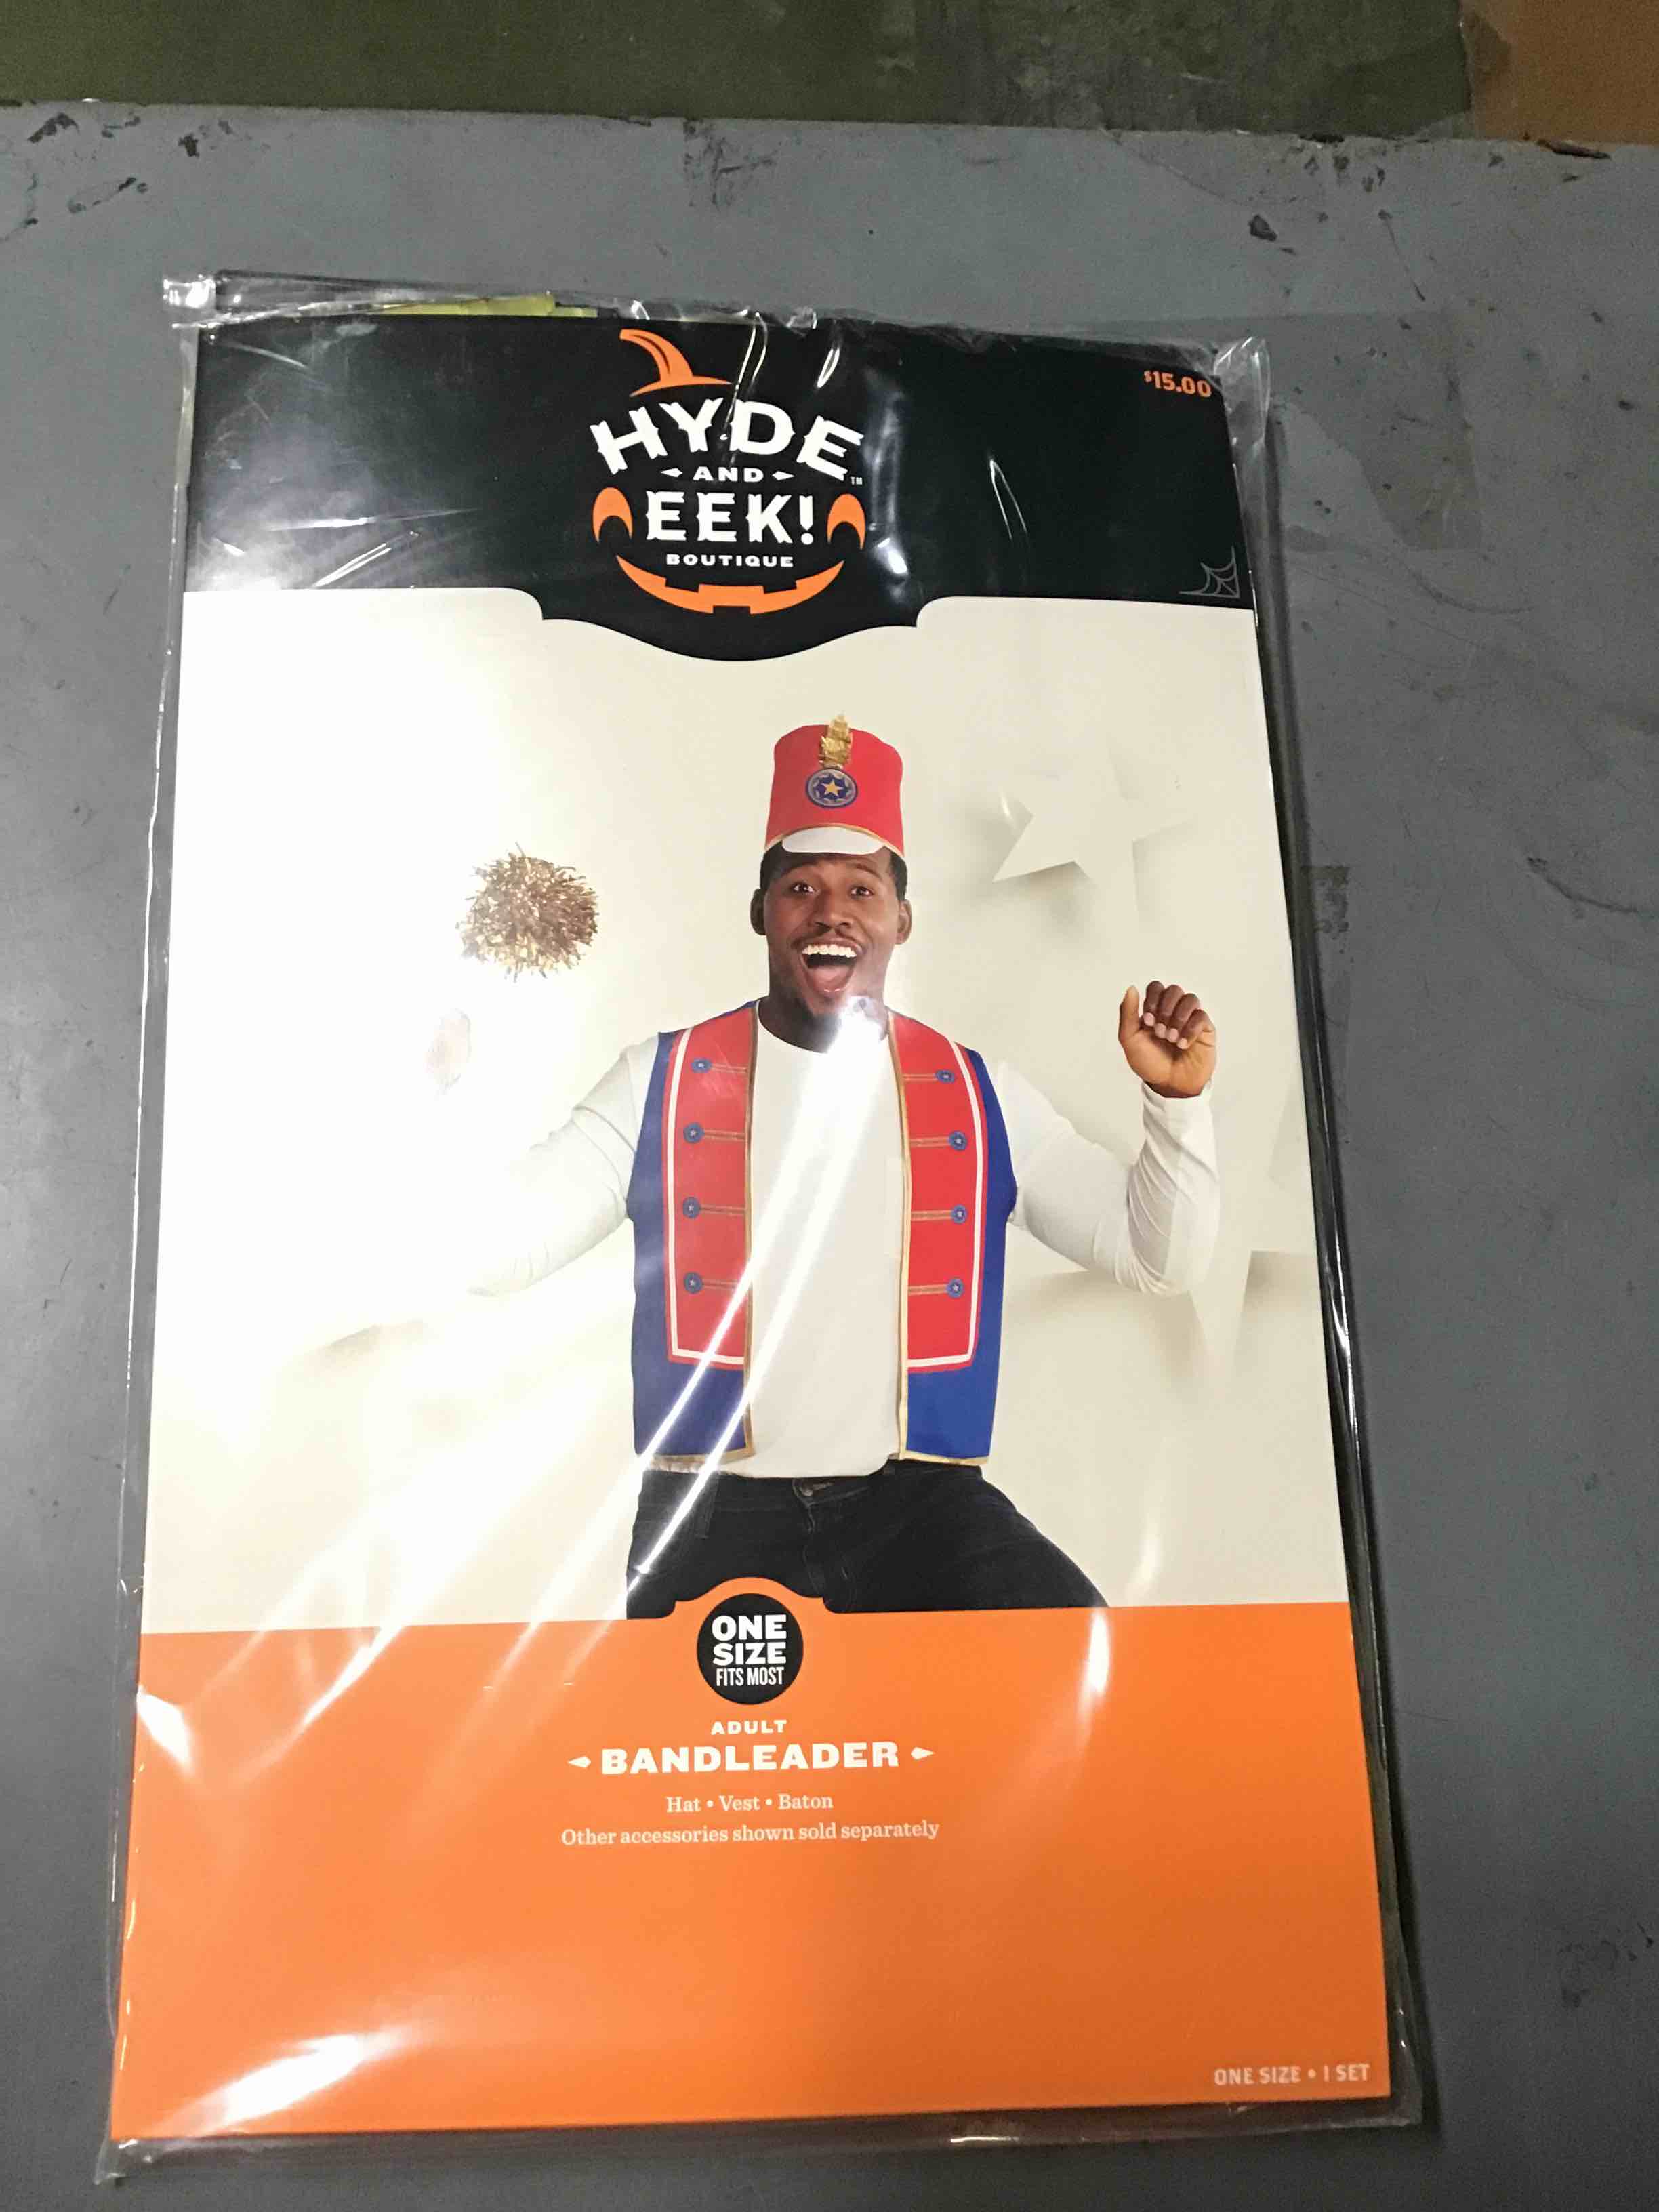 $15.00
HYDE
AND
EEK!™
BOUTIQUE
ONE
SIZE
FITS MOST
ADULT
BANDLEADER
Hat • Vest • Baton
Other accessories shown sold separately
ONE SIZE • 1 SET